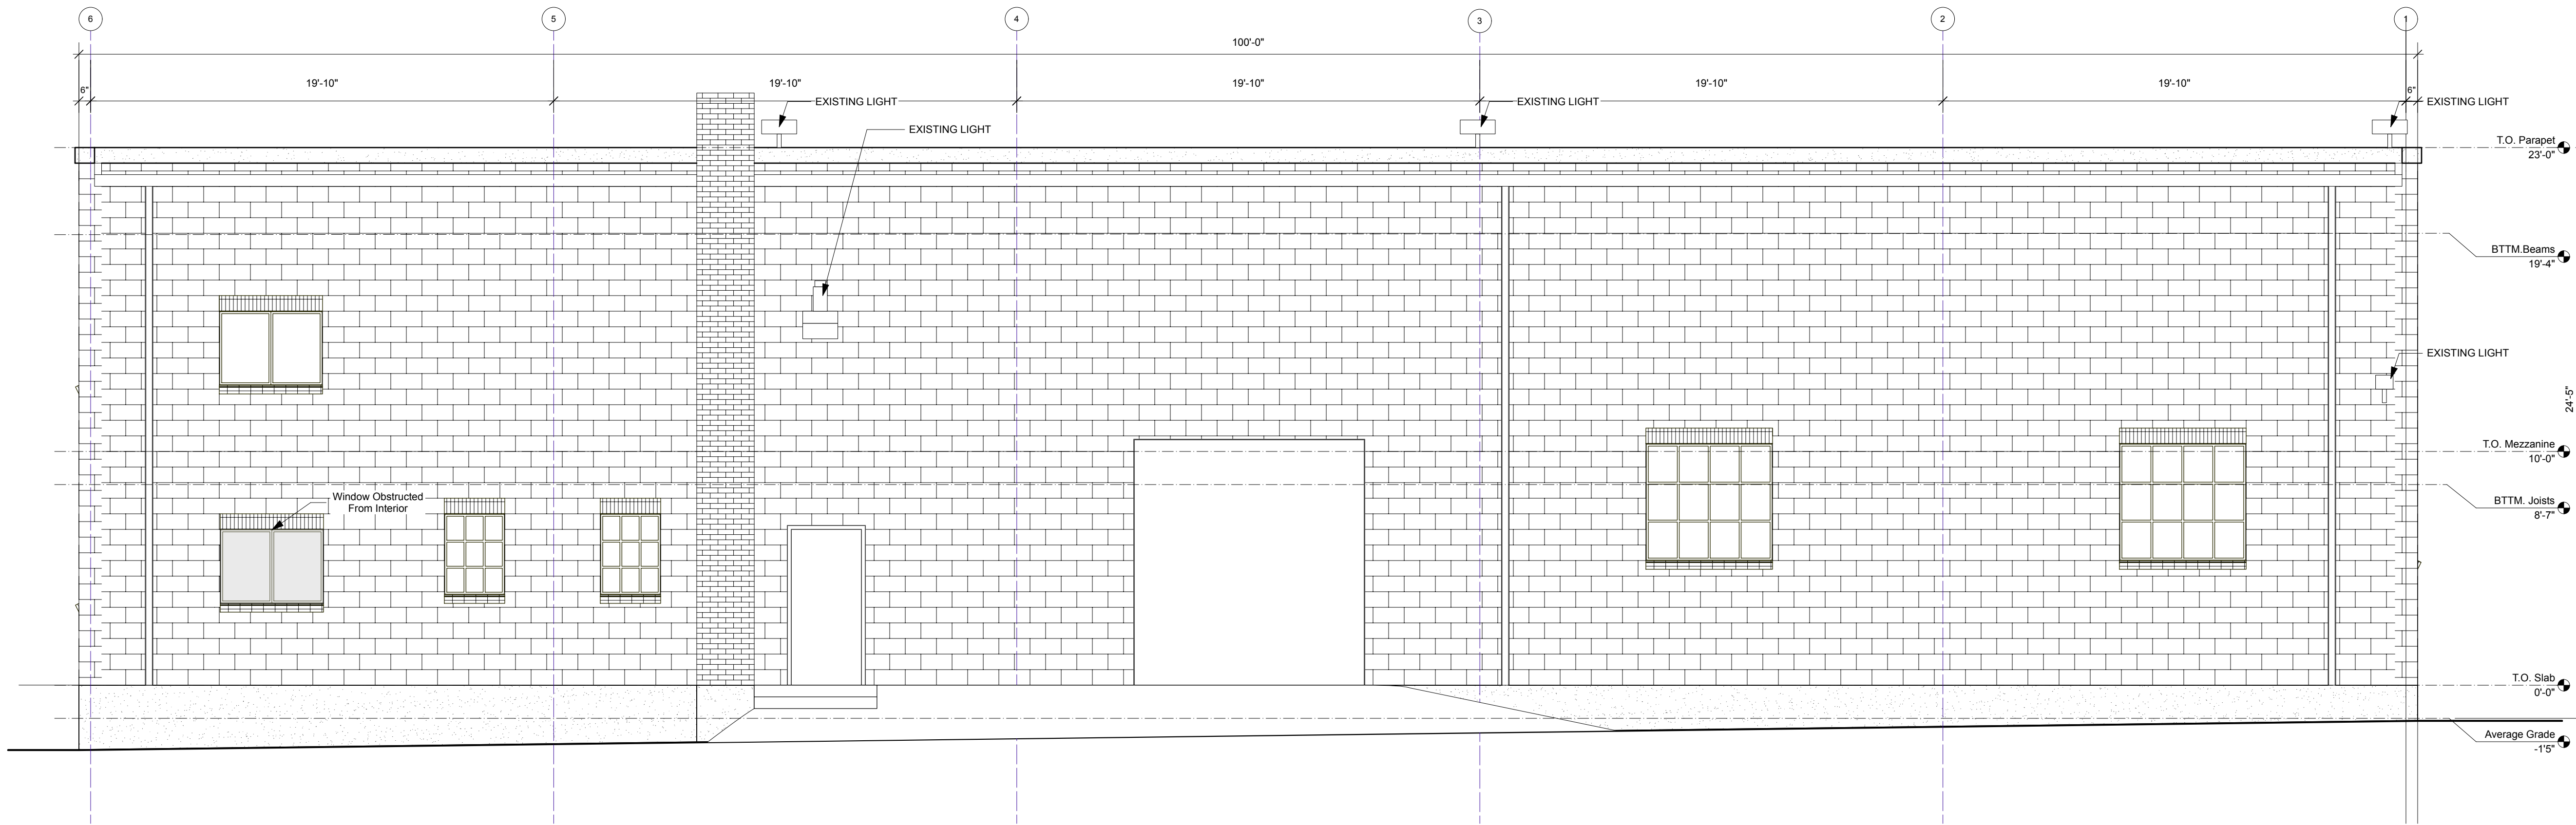 6
5
4
3
2
1
100'-0"
19'-10"
19'-10"
19'-10"
19'-10"
19'-10"
6"
6"
EXISTING LIGHT
EXISTING LIGHT
EXISTING LIGHT
EXISTING LIGHT
T.O. Parapet
23'-0"
BTTM.Beams
19'-4"
EXISTING LIGHT
24'-5"
T.O. Mezzanine
10'-0"
Window Obstructed
From Interior
BTTM. Joists
8'-7"
T.O. Slab
0'-0"
Average Grade
-1'5"